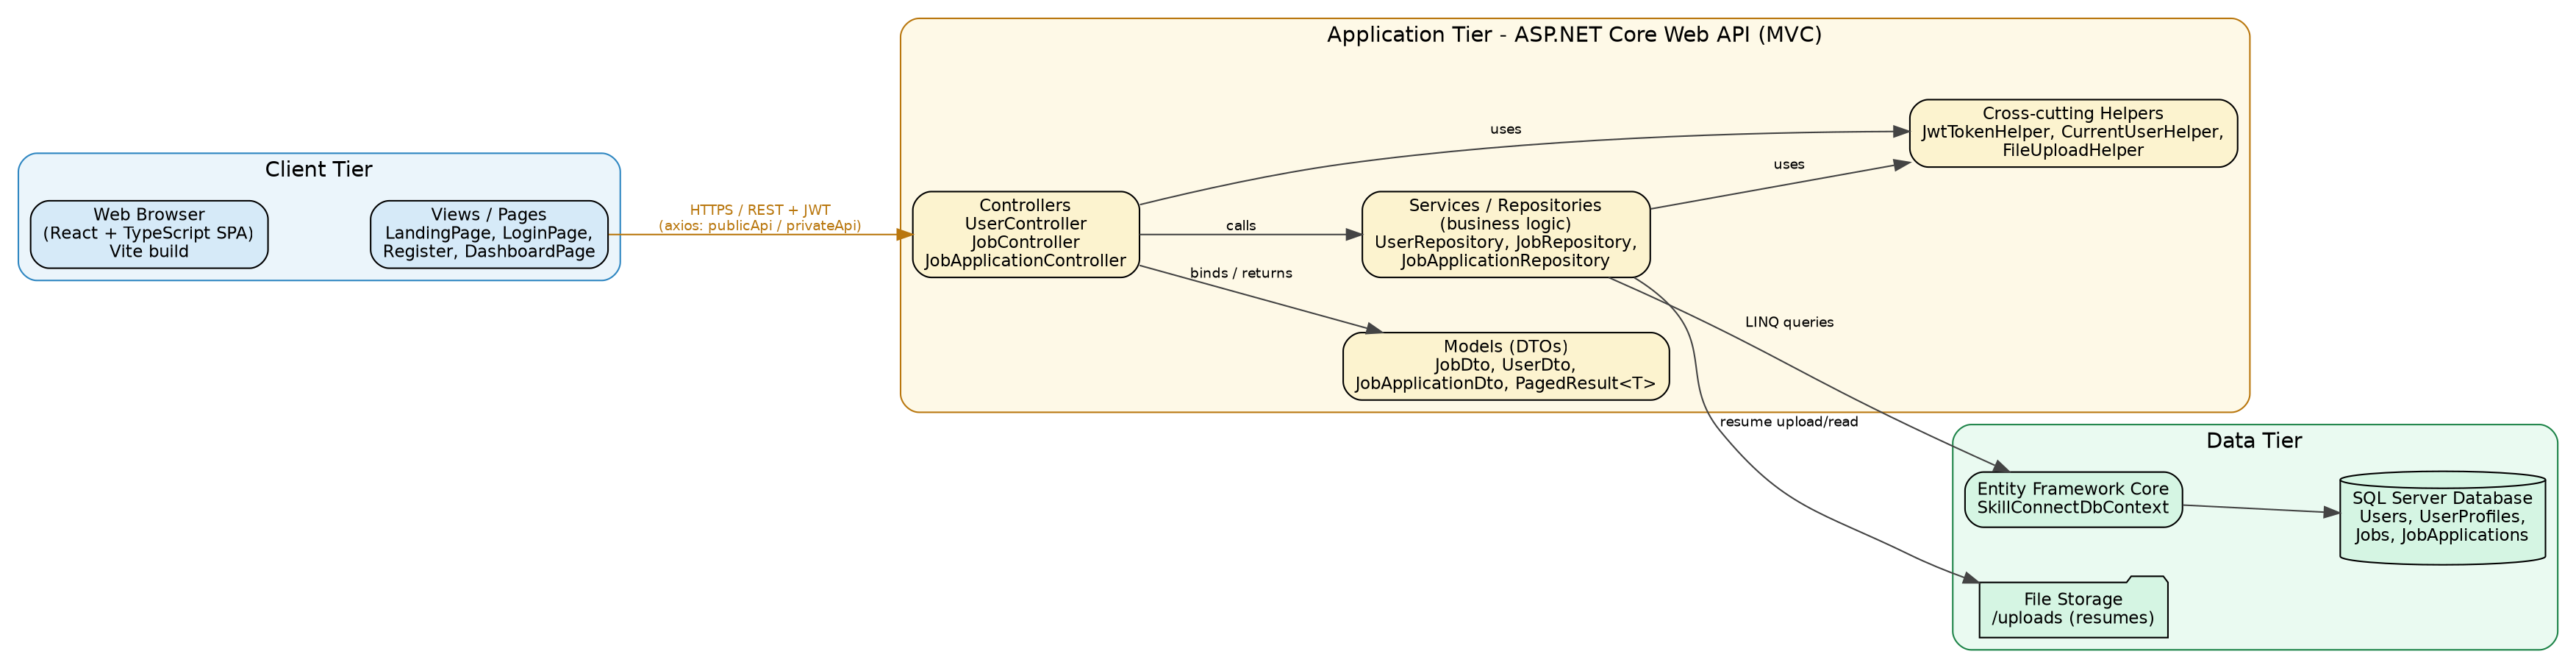 Client Tier
Web Browser
(React + TypeScript SPA)
Vite build
Views / Pages
LandingPage, LoginPage,
Register, DashboardPage
HTTPS / REST + JWT
(axios: publicApi / privateApi)
Application Tier - ASP.NET Core Web API (MVC)
Controllers
UserController
JobController
JobApplicationController
uses
calls
binds / returns
Services / Repositories
(business logic)
UserRepository, JobRepository,
JobApplicationRepository
Models (DTOs)
JobDto, UserDto,
JobApplicationDto, PagedResult<T>
uses
Cross-cutting Helpers
JwtTokenHelper, CurrentUserHelper,
FileUploadHelper
LINQ queries
resume upload/read
Data Tier
Entity Framework Core
SkillConnectDbContext
SQL Server Database
Users, UserProfiles,
Jobs, JobApplications
File Storage
/uploads (resumes)